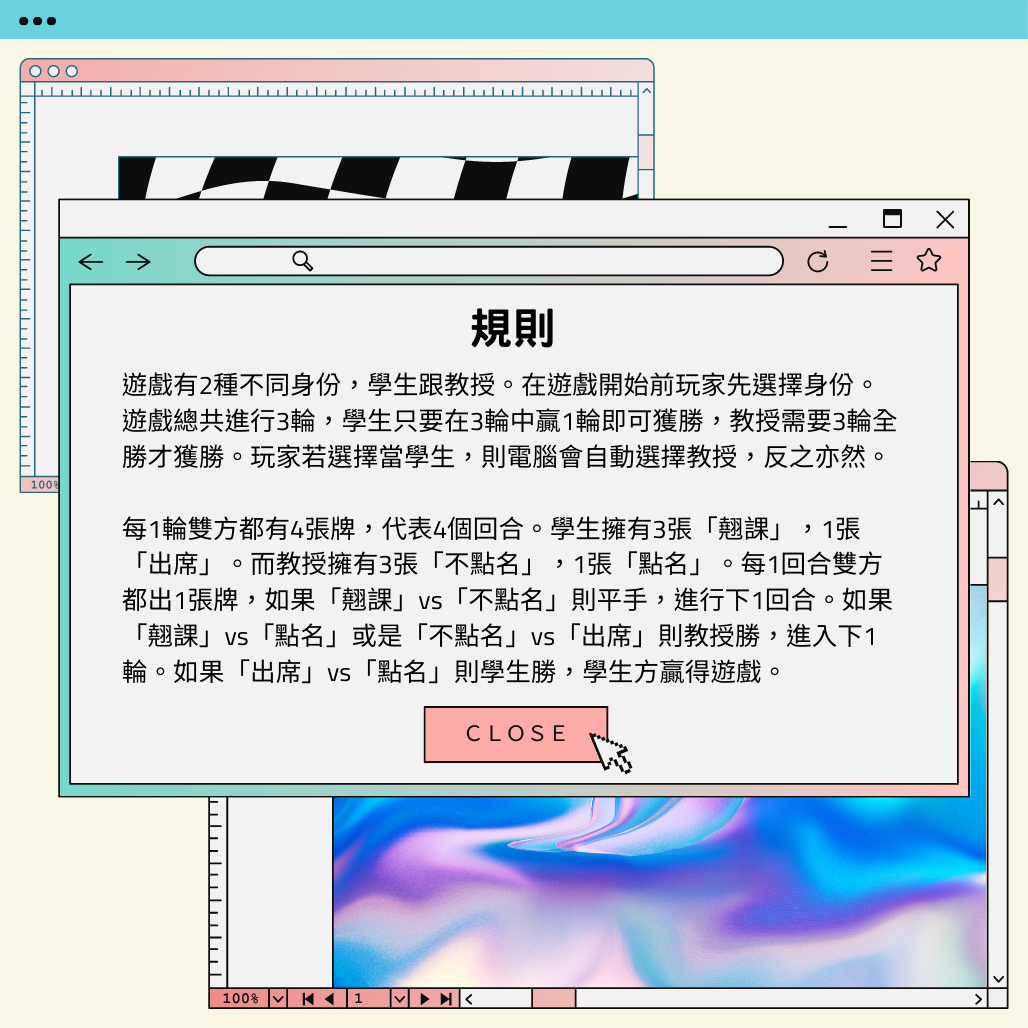 規則
遊戲有2種不同身份，學生跟教授。在遊戲開始前玩家先選擇身份。
遊戲總共進行3輪，學生只要在3輪中贏1輪即可獲勝，教授需要3輪全
勝才獲勝。玩家若選擇當學生，則電腦會自動選擇教授，反之亦然。
每1輪雙方都有4張牌，代表4個回合。學生擁有3張「翹課」，1張
「出席」。而教授擁有3張「不點名」，1張「點名」。每1回合雙方
都出1張牌，如果「翹課」vs「不點名」則平手，進行下1回合。如果
「翹課」vs「點名」或是「不點名」vs「出席」則教授勝，進入下1
輪。如果「出席」vs「點名」則學生勝，學生方贏得遊戲。
CLOSE
100%
100%
1